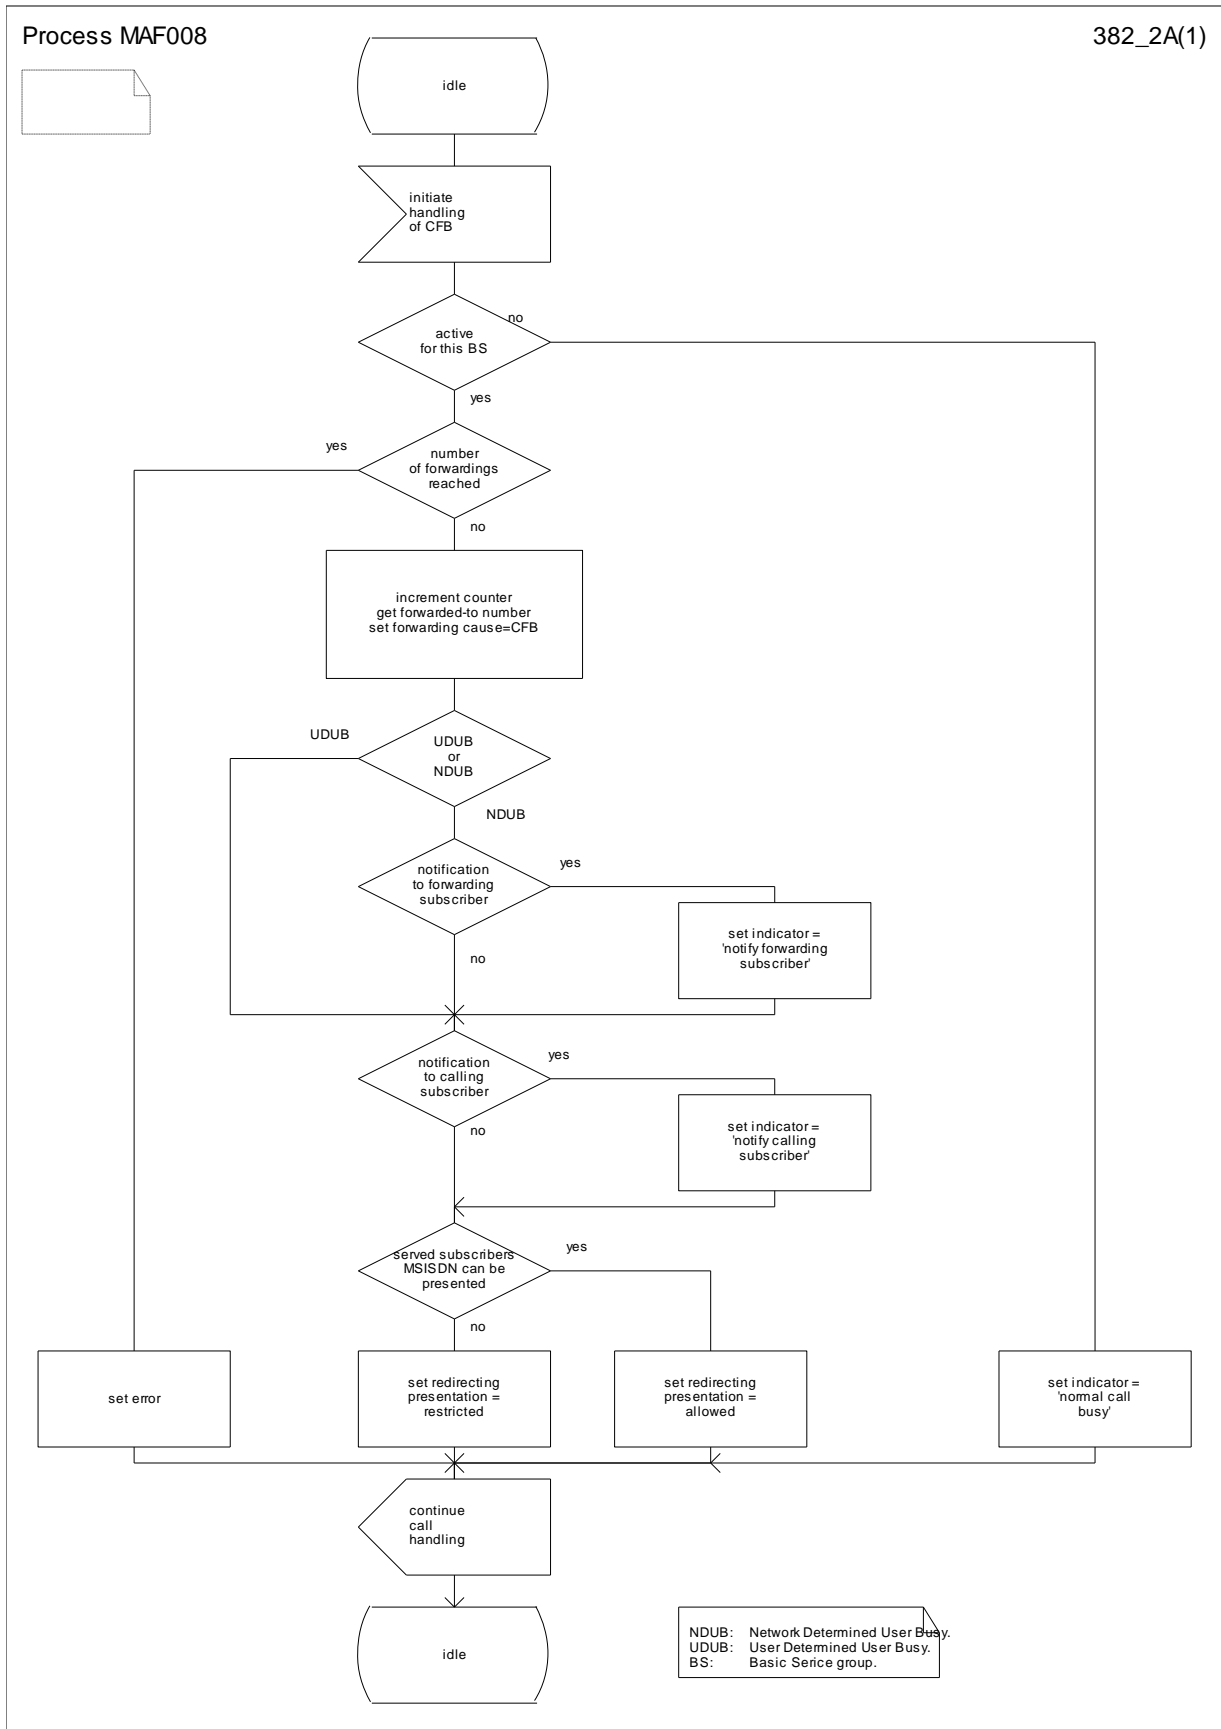 Process MAF008
382_2A(1)
idle
initiate
handling
of CFB
no
active
for this BS
yes
yes
number
of forwardings
reached
no
increment counter
get forwarded-to number
set forwarding cause=CFB
UDUB
UDUB
or
NDUB
NDUB
notification
to forwarding
subscriber
yes
set indicator =
'notify forwarding
subscriber'
no
notification
to calling
subscriber
yes
set indicator =
'notify calling
subscriber'
no
served subscribers
MSISDN can be
presented
yes
no
set error
set redirecting
presentation =
restricted
set redirecting
presentation =
allowed
set indicator =
'normal call
busy'
continue
call
handling
idle
NDUB: Network Determined User Busy.
UDUB: User Determined User Busy.
BS: Basic Serice group.